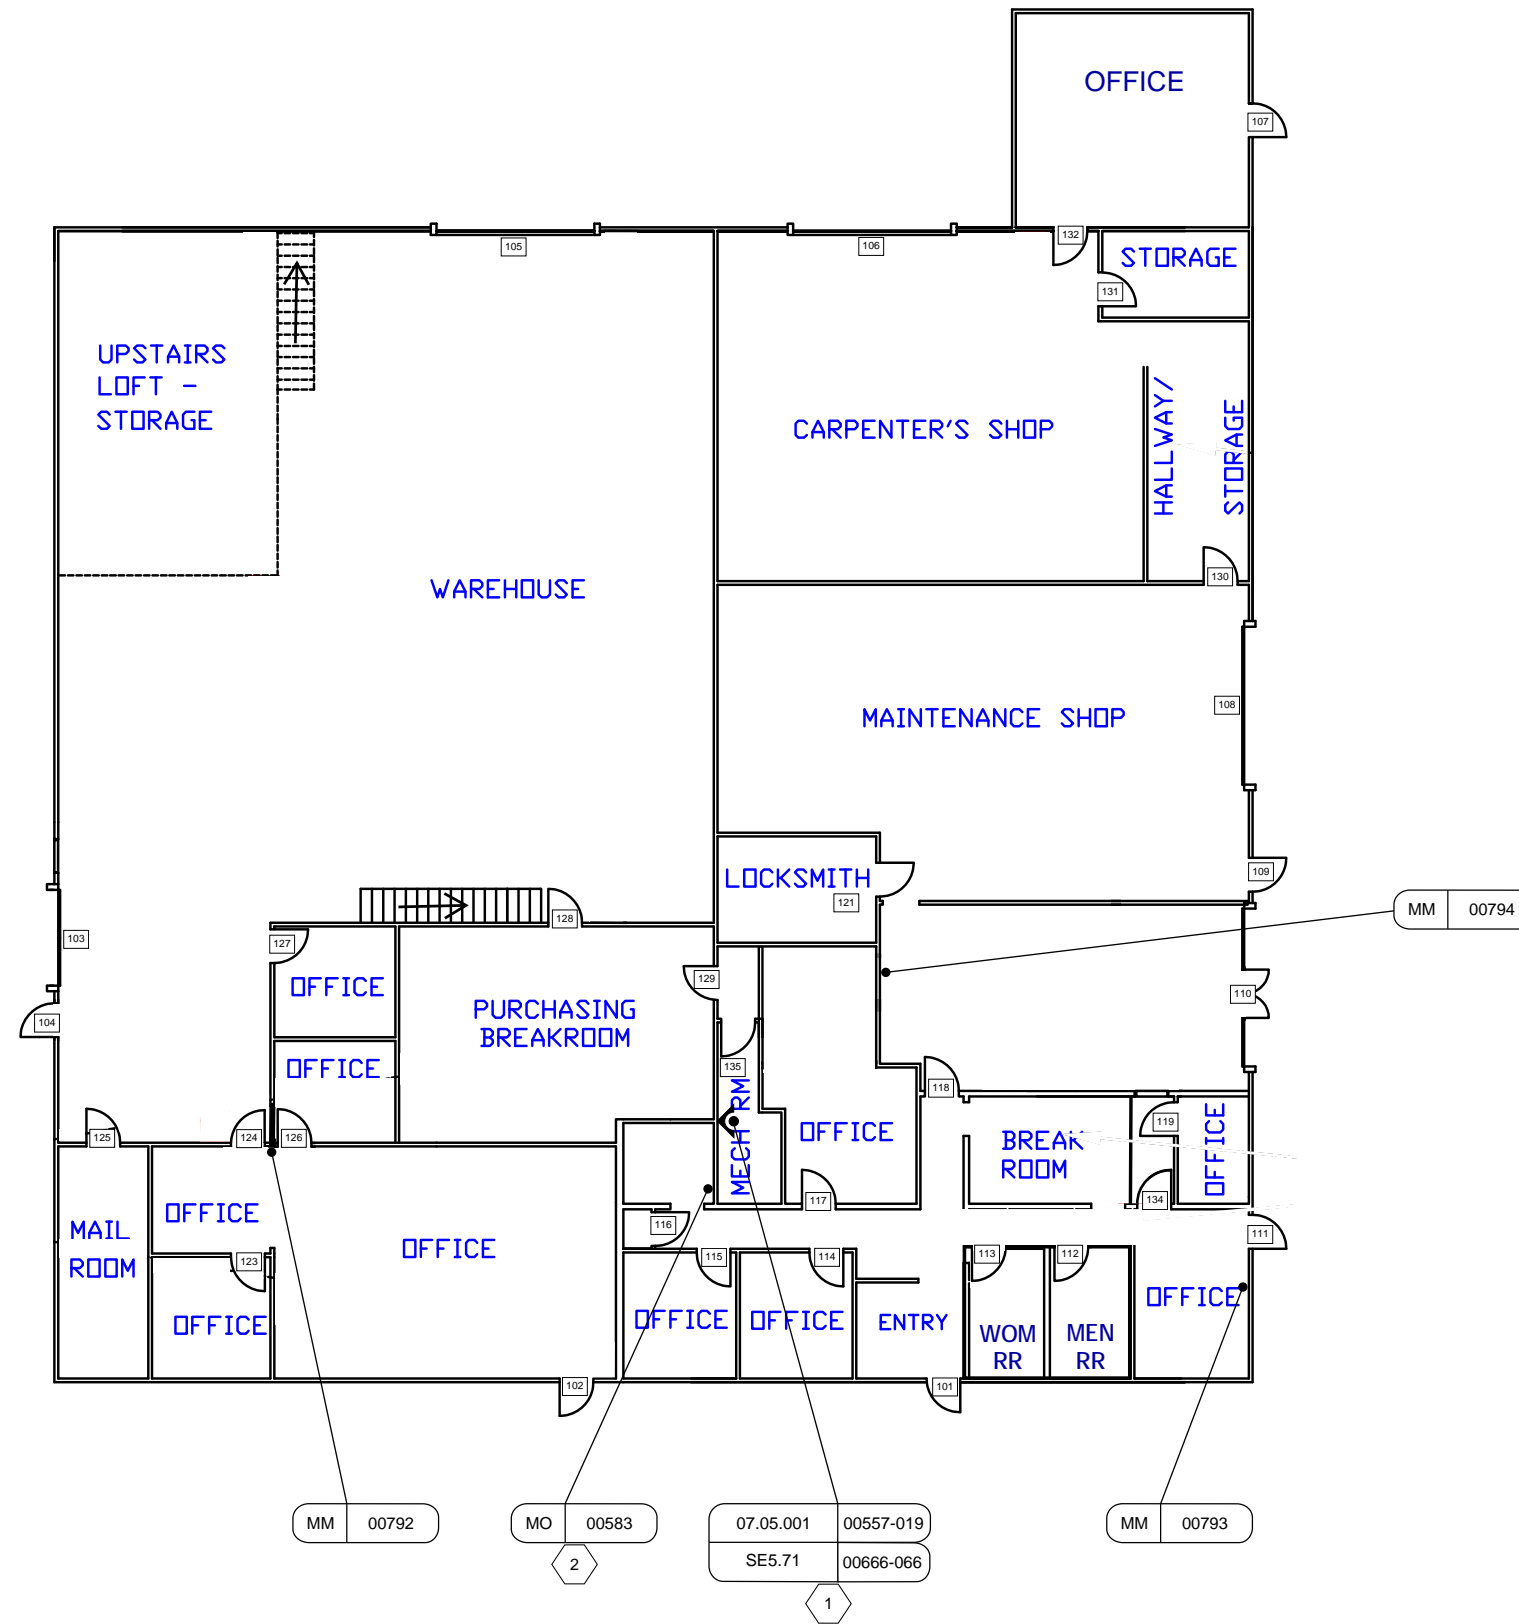 OFFICE
107
105
106
132
STORAGE
131
UPSTAIRS
LOFT -
STORAGE
HALLWAY/
STORAGE
CARPENTER'S SHOP
130
WAREHOUSE
MAINTENANCE SHOP
108
LOCKSMITH
121
109
MM 00794
128
103
127
129
110
OFFICE
PURCHASING
BREAKROOM
104
OFFICE
135
118
MECH RM
125
124
126
OFFICE
BREAK
ROOM
119
OFFICE
117
134
OFFICE
MAIL
ROOM
OFFICE
116
115
114
113
112
111
123
OFFICE
OFFICE
OFFICE
ENTRY
WOM
RR
MEN
RR
OFFICE
102
101
MM 00792
MO 00583
2
07.05.001 00557-019
SE5.71 00666-066
1
MM 00793